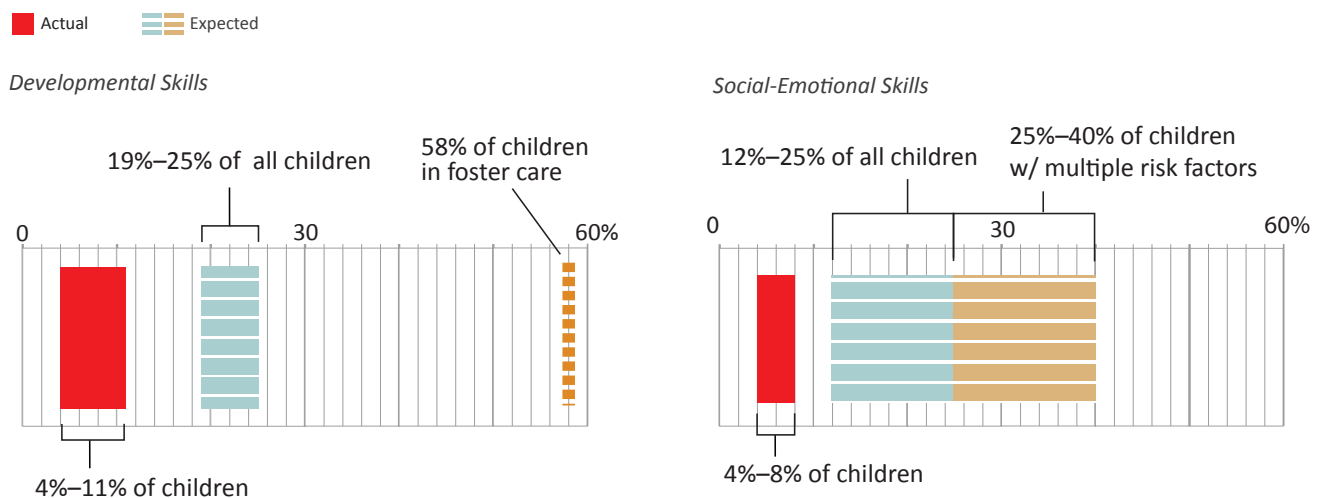 Actual
Expected
Developmental Skills
19%–25% of all children
58% of children
in foster care
0
30
60%
4%–11% of children
Social-Emotional Skills
12%–25% of all children
25%–40% of children
w/ multiple risk factors
0
30
60%
4%–8% of children